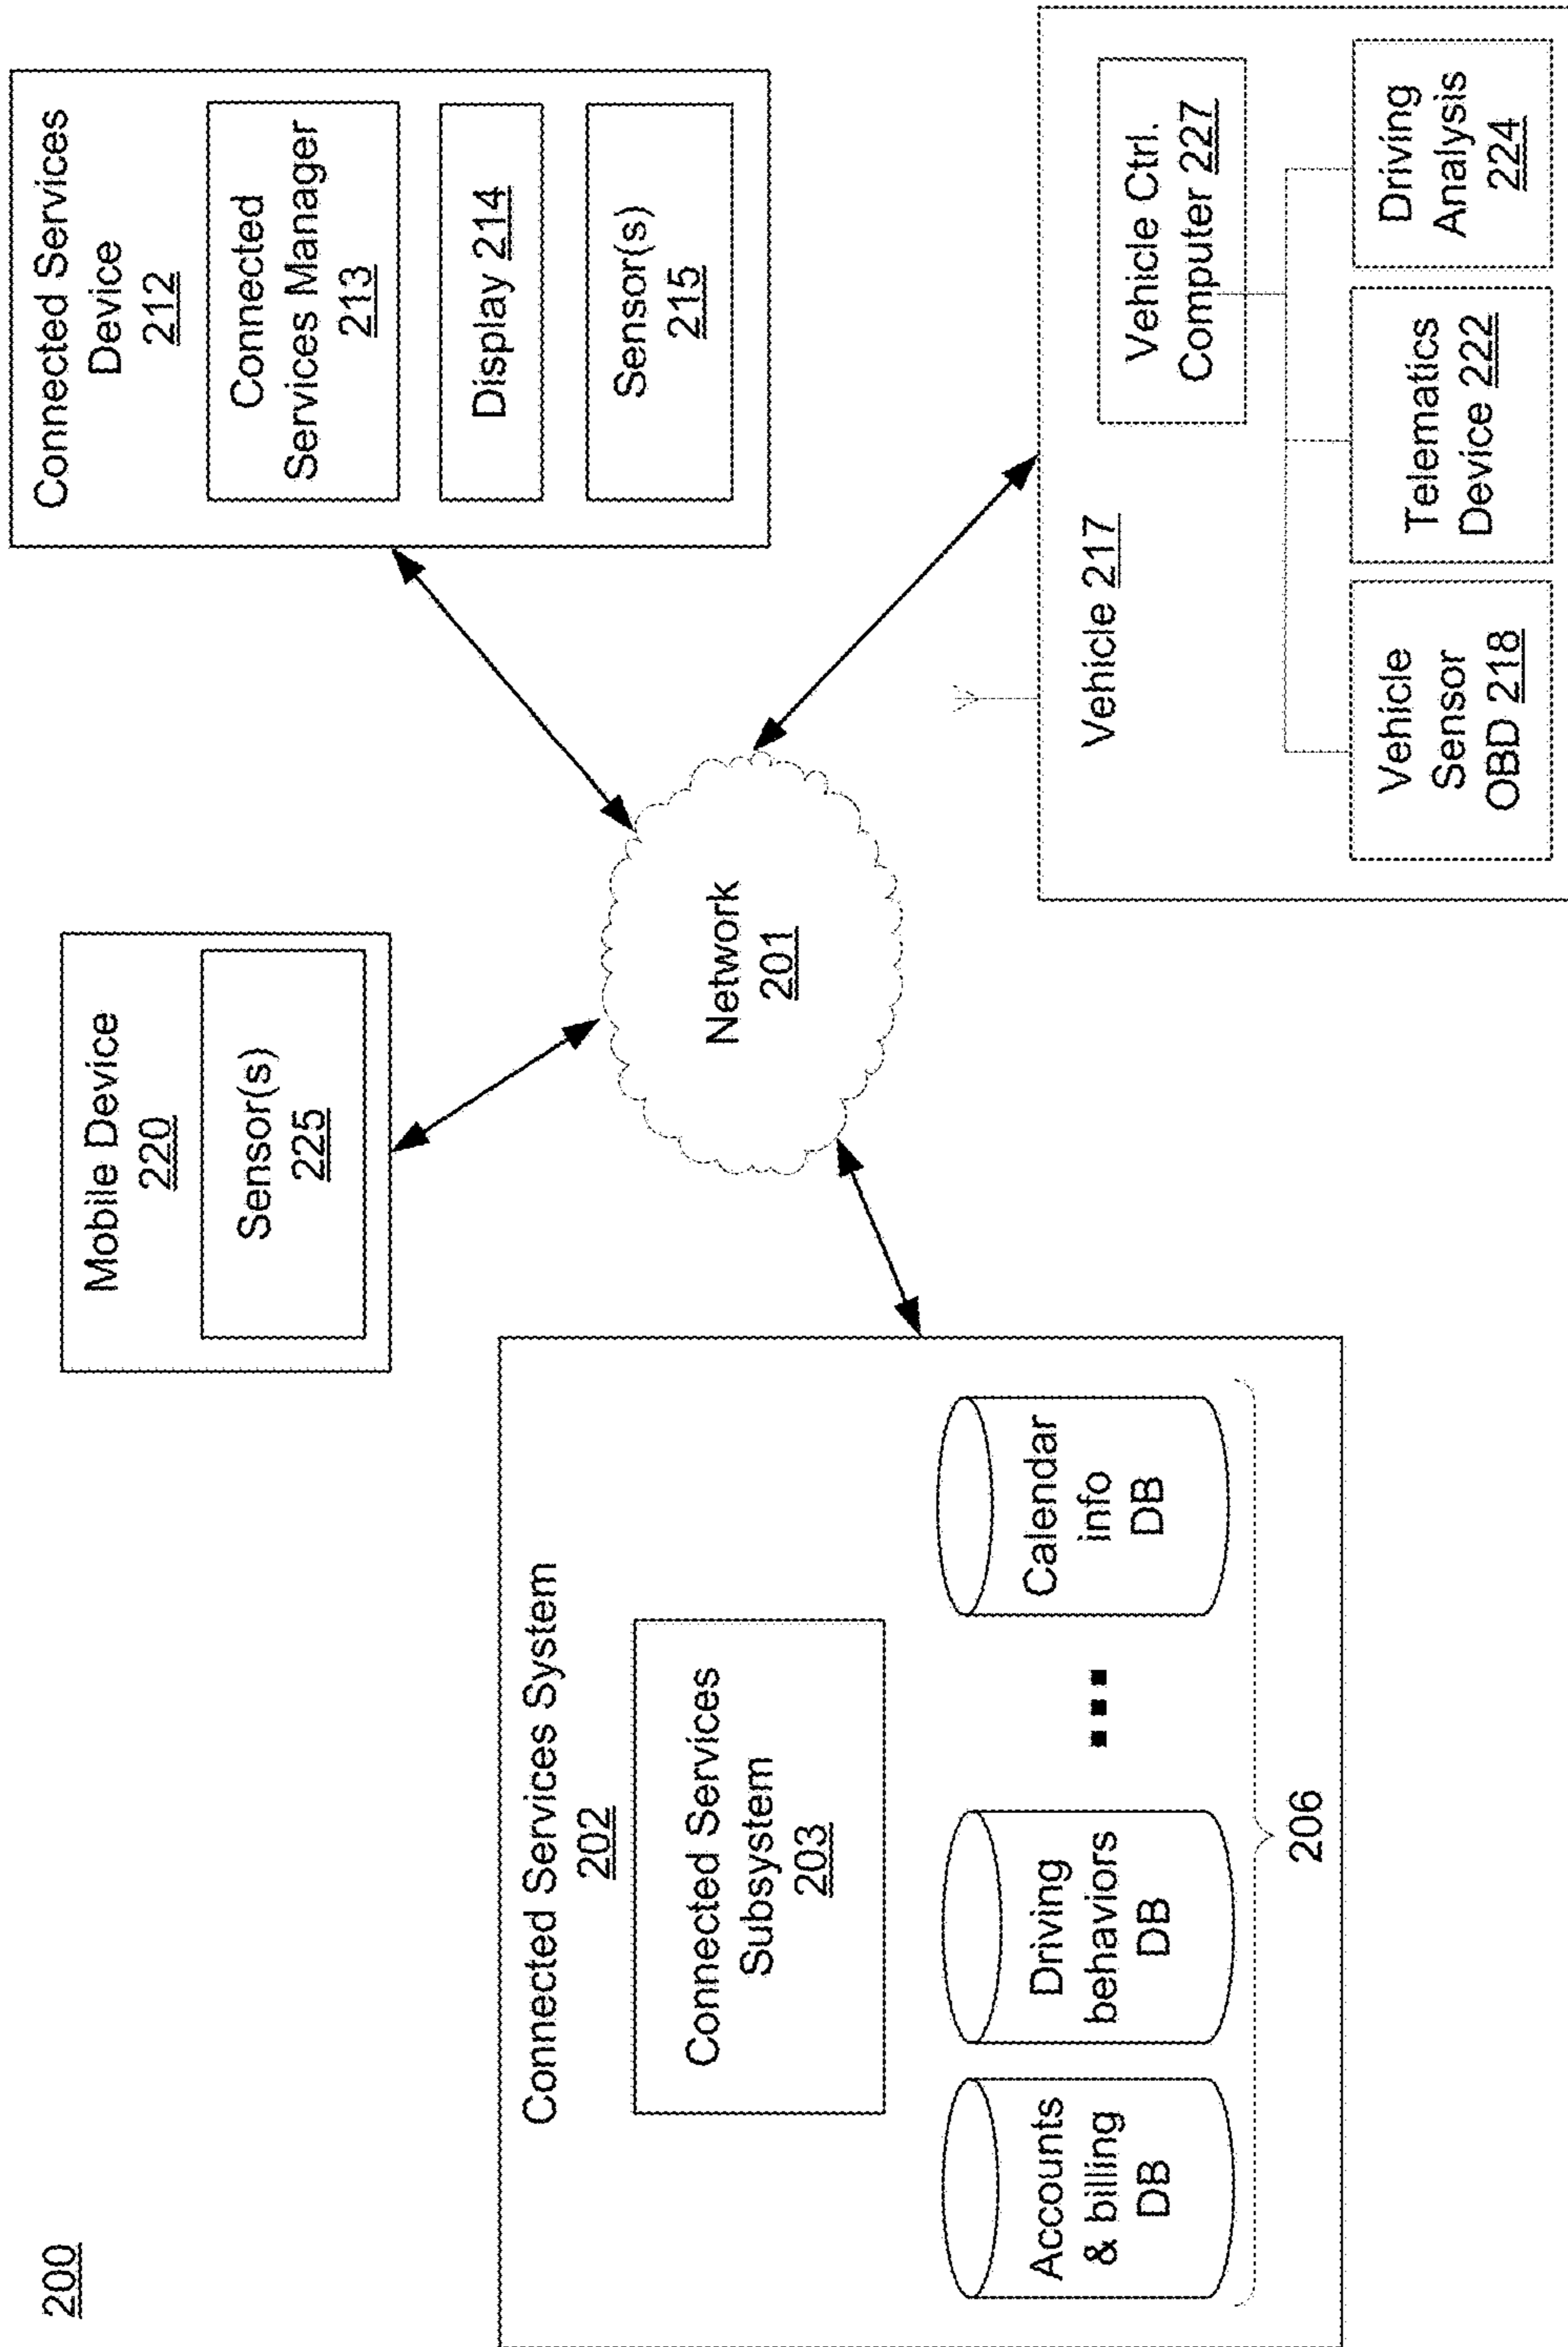 200
Connected Services System
202
Connected Services
Subsystem
203
Accounts
& billing
DB
Driving
behaviors
DB
Calendar
info
DB
206
Mobile Device
220
Sensor(s)
225
Network
201
Connected Services
Device
212
Connected
Services Manager
213
Display 214
Sensor(s)
215
Vehicle 217
Vehicle Ctrl.
Computer 227
Vehicle
Sensor
OBD 218
Telematics
Device 222
Driving
Analysis
224